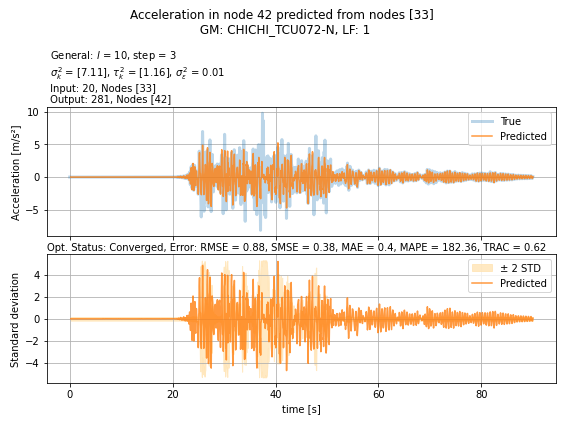 Acceleration in node 42 predicted from nodes [33]
GM: CHICHI_TCU072-N, LF: 1
General: l = 10, step = 3
σ²ₖ = [7.11], τ²ₖ = [1.16], σ²ε = 0.01
Input: 20, Nodes [33]
Output: 281, Nodes [42]
10
5
0
−5
Acceleration [m/s²]
True
Predicted
Opt. Status: Converged, Error: RMSE = 0.88, SMSE = 0.38, MAE = 0.4, MAPE = 182.36, TRAC = 0.62
4
2
0
−2
−4
Standard deviation
± 2 STD
Predicted
0 20 40 60 80
time [s]